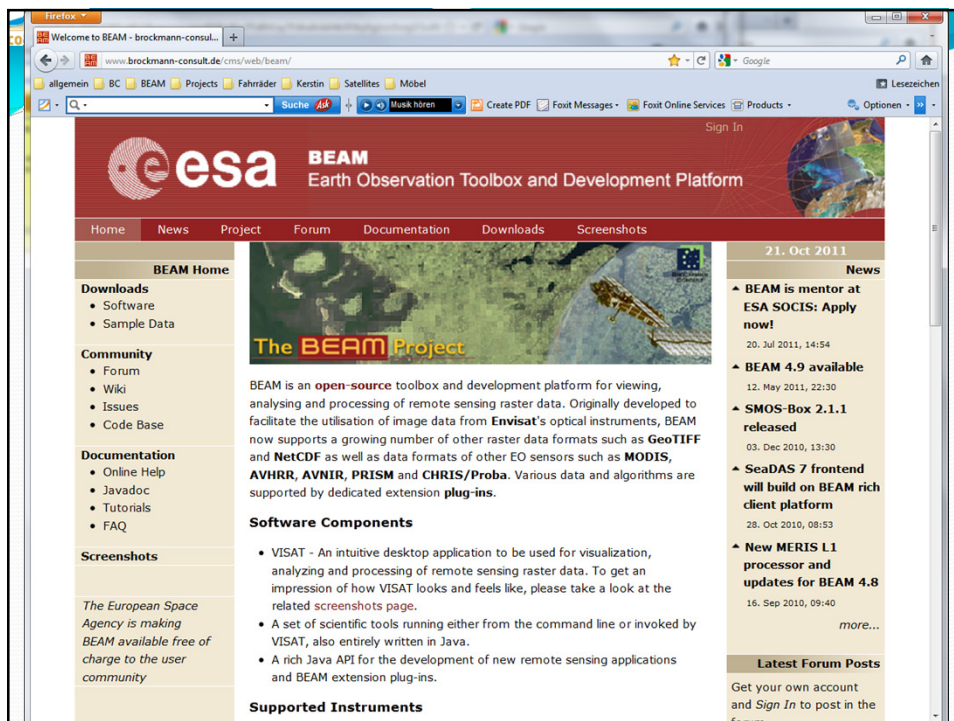 Firefox
Welcome to BEAM - brockmann-consul...
www.brockmann-consult.de/cms/web/beam/
Google
allgemein BC BEAM Projects Fahrräder Kerstin Satellites Möbel
Lesezeichen
Suche Ask Musik hören Create PDF Foxit Messages Foxit Online Services Products
Optionen
Sign In
esa
BEAM
Earth Observation Toolbox and Development Platform
Home News Project Forum Documentation Downloads Screenshots
BEAM Home
Downloads
• Software
• Sample Data
Community
• Forum
• Wiki
• Issues
• Code Base
Documentation
• Online Help
• Javadoc
• Tutorials
• FAQ
Screenshots
The European Space
Agency is making
BEAM available free of
charge to the user
community
The BEAM Project
BEAM is an open-source toolbox and development platform for viewing,
analysing and processing of remote sensing raster data. Originally developed to
facilitate the utilisation of image data from Envisat's optical instruments, BEAM
now supports a growing number of other raster data formats such as GeoTIFF
and NetCDF as well as data formats of other EO sensors such as MODIS,
AVHRR, AVNIR, PRISM and CHRIS/Proba. Various data and algorithms are
supported by dedicated extension plug-ins.
Software Components
• VISAT - An intuitive desktop application to be used for visualization,
analyzing and processing of remote sensing raster data. To get an
impression of how VISAT looks and feels like, please take a look at the
related screenshots page.
• A set of scientific tools running either from the command line or invoked by
VISAT, also entirely written in Java.
• A rich Java API for the development of new remote sensing applications
and BEAM extension plug-ins.
Supported Instruments
21. Oct 2011
News
BEAM is mentor at
ESA SOCIS: Apply
now!
20. Jul 2011, 14:54
BEAM 4.9 available
12. May 2011, 22:30
SMOS-Box 2.1.1
released
03. Dec 2010, 13:30
SeaDAS 7 frontend
will build on BEAM rich
client platform
28. Oct 2010, 08:53
New MERIS L1
processor and
updates for BEAM 4.8
16. Sep 2010, 09:40
more...
Latest Forum Posts
Get your own account
and Sign In to post in the